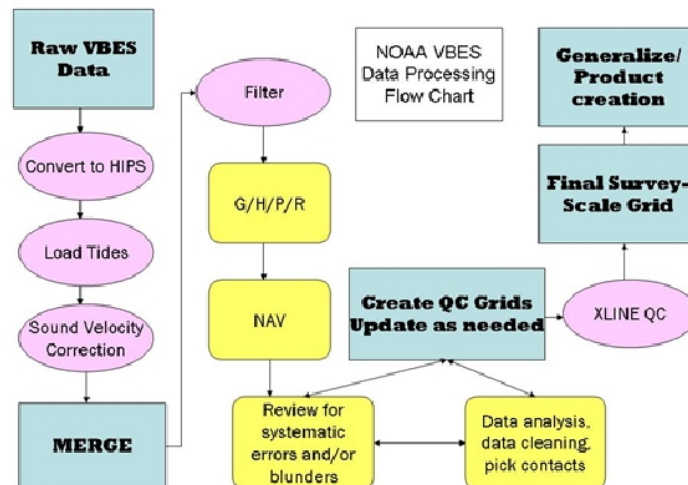 Raw VBES
Data
Convert to HIPS
Load Tides
Sound Velocity
Correction
MERGE
Filter
G/H/P/R
NAV
Review for
systematic
errors and/or
blunders
Data analysis,
data cleaning,
pick contacts
Create QC Grids
Update as needed
XLINE QC
Final Survey-
Scale Grid
Generalize/
Product
creation
NOAA VBES
Data Processing
Flow Chart